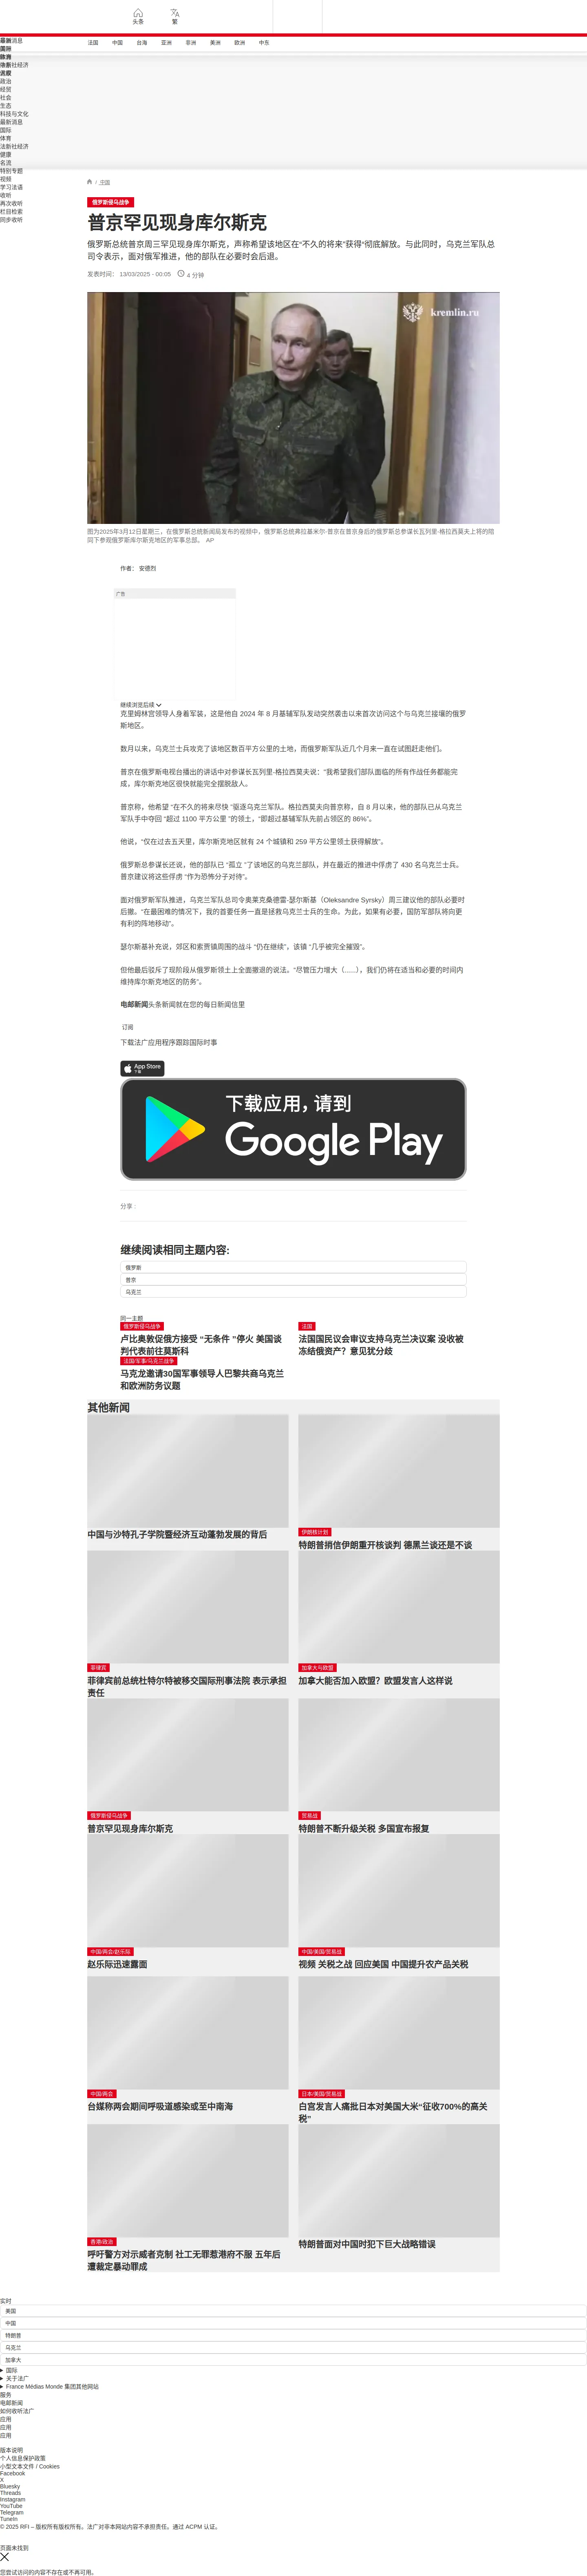 头条
繁
法国
中国
台海
亚洲
非洲
美洲
欧洲
中东
最新消息
国际
体育
法新社经济
健康
政治
经贸
社会
生态
科技与文化
最新消息
国际
体育
法新社经济
健康
名流
特别专题
视频
学习法语
收听
再次收听
栏目检索
同步收听
/ 中国
俄罗斯侵乌战争
普京罕见现身库尔斯克
俄罗斯总统普京周三罕见现身库尔斯克，声称希望该地区在“不久的将来”获得“彻底解放。与此同时，乌克兰军队总
司令表示，面对俄军推进，他的部队在必要时会后退。
发表时间： 13/03/2025 - 00:05
4 分钟
kremlin.ru
图为2025年3月12日星期三，在俄罗斯总统新闻局发布的视频中，俄罗斯总统弗拉基米尔-普京在普京身后的俄罗斯总参谋长瓦列里-格拉西莫夫上将的陪
同下参观俄罗斯库尔斯克地区的军事总部。 AP
作者： 安德烈
广告
继续浏览后续
克里姆林宫领导人身着军装，这是他自 2024 年 8 月基辅军队发动突然袭击以来首次访问这个与乌克兰接壤的俄罗
斯地区。
数月以来，乌克兰士兵攻克了该地区数百平方公里的土地，而俄罗斯军队近几个月来一直在试图赶走他们。
普京在俄罗斯电视台播出的讲话中对参谋长瓦列里-格拉西莫夫说："我希望我们部队面临的所有作战任务都能完
成，库尔斯克地区很快就能完全摆脱敌人。
普京称，他希望 “在不久的将来尽快 ”驱逐乌克兰军队。格拉西莫夫向普京称，自 8 月以来，他的部队已从乌克兰
军队手中夺回 “超过 1100 平方公里 ”的领土，“即超过基辅军队先前占领区的 86%”。
他说，“仅在过去五天里，库尔斯克地区就有 24 个城镇和 259 平方公里领土获得解放”。
俄罗斯总参谋长还说，他的部队已 “孤立 ”了该地区的乌克兰部队，并在最近的推进中俘虏了 430 名乌克兰士兵。
普京建议将这些俘虏 “作为恐怖分子对待”。
面对俄罗斯军队推进，乌克兰军队总司令奥莱克桑德雷-瑟尔斯基（Oleksandre Syrsky）周三建议他的部队必要时
后撤。“在最困难的情况下，我的首要任务一直是拯救乌克兰士兵的生命。为此，如果有必要，国防军部队将向更
有利的阵地移动”。
瑟尔斯基补充说，郊区和索贾镇周围的战斗 “仍在继续”，该镇 “几乎被完全摧毁”。
但他最后驳斥了现阶段从俄罗斯领土上全面撤退的说法。“尽管压力增大（......），我们仍将在适当和必要的时间内
维持库尔斯克地区的防务”。
电邮新闻头条新闻就在您的每日新闻信里
订阅
下载法广应用程序跟踪国际时事
App Store
下载
下载应用，请到
Google Play
分享 :
继续阅读相同主题内容:
俄罗斯
普京
乌克兰
同一主题
俄罗斯侵乌战争
卢比奥敦促俄方接受 “无条件 ”停火 美国谈
判代表前往莫斯科
法国
法国国民议会审议支持乌克兰决议案 没收被
冻结俄资产？意见犹分歧
法国/军事/乌克兰战争
马克龙邀请30国军事领导人巴黎共商乌克兰
和欧洲防务议题
其他新闻
中国与沙特孔子学院暨经济互动蓬勃发展的背后
伊朗核计划
特朗普捎信伊朗重开核谈判 德黑兰谈还是不谈
菲律宾
菲律宾前总统杜特尔特被移交国际刑事法院 表示承担
责任
加拿大与欧盟
加拿大能否加入欧盟？欧盟发言人这样说
俄罗斯侵乌战争
普京罕见现身库尔斯克
贸易战
特朗普不断升级关税 多国宣布报复
中国/两会/赵乐际
赵乐际迅速露面
中国/美国/贸易战
视频 关税之战 回应美国 中国提升农产品关税
中国/两会
台媒称两会期间呼吸道感染或至中南海
日本/美国/贸易战
白宫发言人痛批日本对美国大米“征收700%的高关
税”
香港/政治
呼吁警方对示威者克制 社工无罪惹港府不服 五年后
遭裁定暴动罪成
特朗普面对中国时犯下巨大战略错误
实时
美国
中国
特朗普
乌克兰
加拿大
国际
关于法广
France Médias Monde 集团其他网站
服务
电邮新闻
如何收听法广
应用
应用
应用
版本说明
个人信息保护政策
小型文本文件 / Cookies
Facebook
X
Bluesky
Threads
Instagram
YouTube
Telegram
TuneIn
© 2025 RFI – 版权所有版权所有。法广对非本网站内容不承担责任。通过 ACPM 认证。
页面未找到
您尝试访问的内容不存在或不再可用。